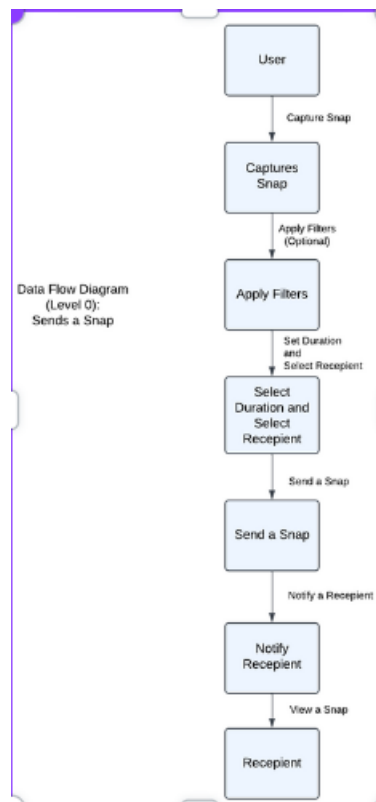 User
Capture Snap
Captures
Snap
Apply Filters
(Optional)
Data Flow Diagram
(Level 0):
Sends a Snap
Apply Filters
Set Duration
and
Select Recepient
Select
Duration and
Select
Recepient
Send a Snap
Send a Snap
Notify a Recepient
Notify
Recepient
View a Snap
Recepient